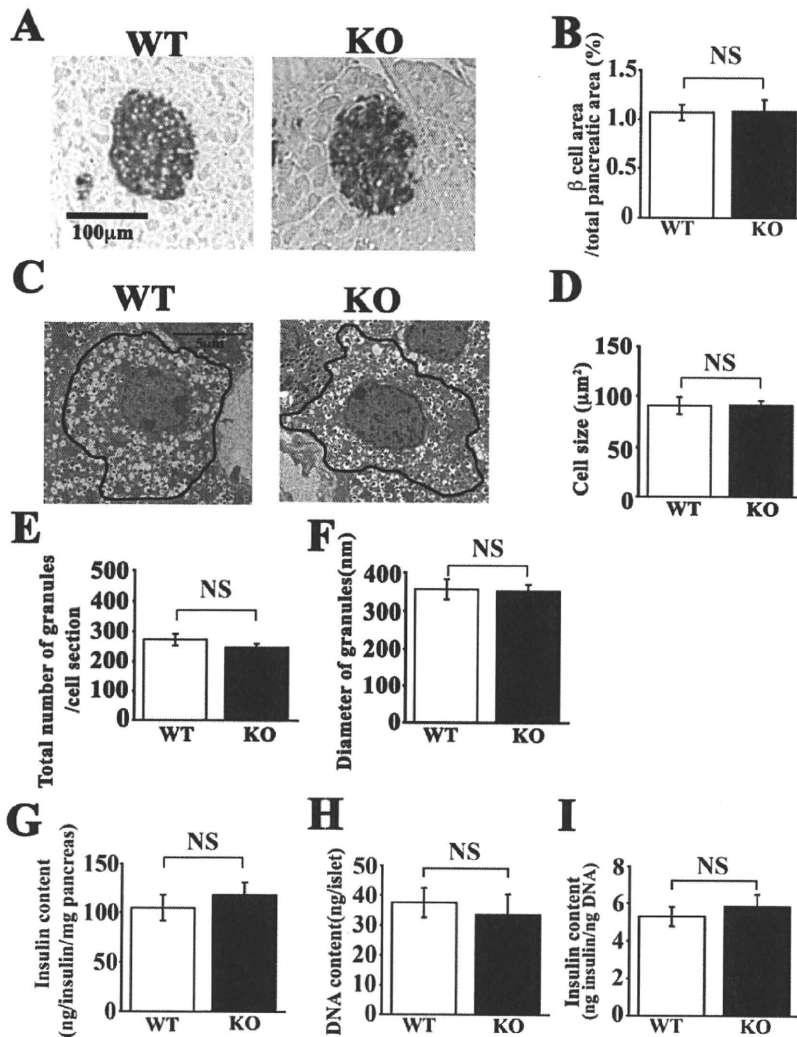 A
WT
KO
100μm
B
β cell area
/total pancreatic area (%)
1.5
1.0
0.5
0
NS
WT
KO
C
WT
KO
5μm
D
Cell size (μm²)
150
100
50
0
NS
WT
KO
E
Total number of granules
/cell section
500
400
300
200
100
0
NS
WT
KO
F
Diameter of granules(nm)
400
300
200
100
0
NS
WT
KO
G
Insulin content
(ng/insulin/mg pancreas)
150
100
50
0
NS
WT
KO
H
DNA content(ng/islet)
50
40
30
20
10
0
NS
WT
KO
I
Insulin content
(ng insulin/ng DNA)
8
6
4
2
0
NS
WT
KO